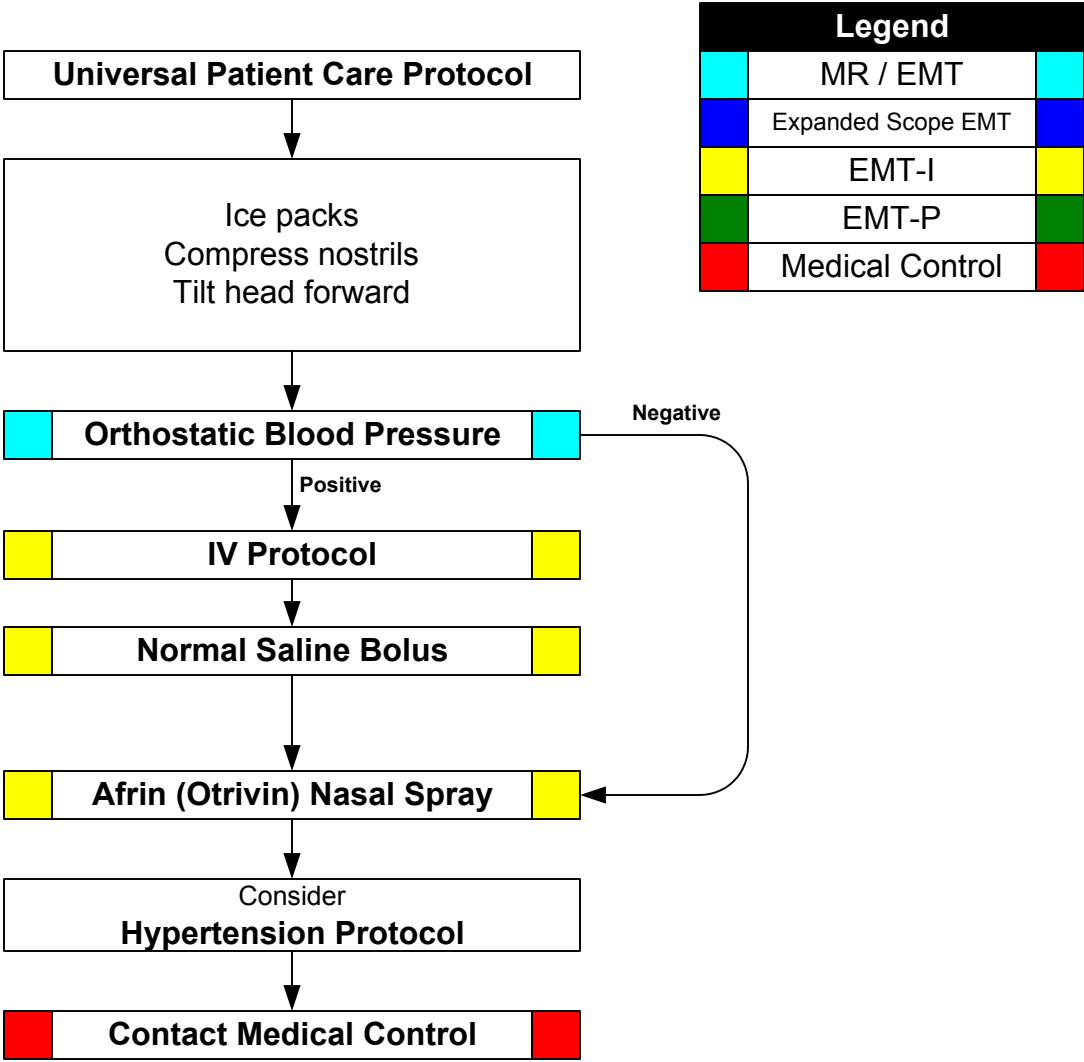 Universal Patient Care Protocol
Ice packs
Compress nostrils
Tilt head forward
Orthostatic Blood Pressure
Negative
Positive
IV Protocol
Normal Saline Bolus
Afrin (Otrivin) Nasal Spray
Consider
Hypertension Protocol
Contact Medical Control
Legend
MR / EMT
Expanded Scope EMT
EMT-I
EMT-P
Medical Control